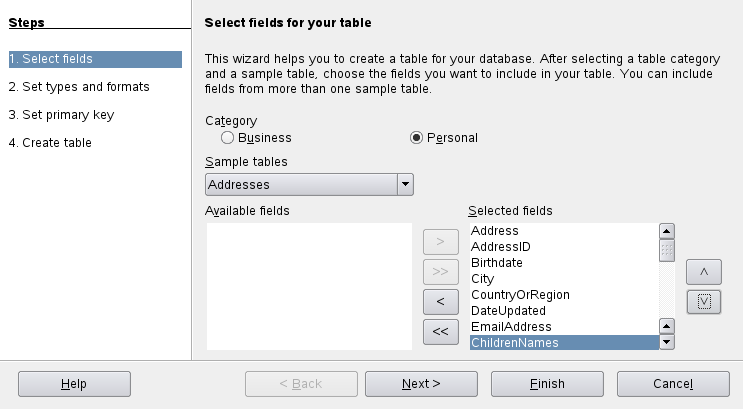 Steps
1. Select fields
2. Set types and formats
3. Set primary key
4. Create table
Select fields for your table
This wizard helps you to create a table for your database. After selecting a table category
and a sample table, choose the fields you want to include in your table. You can include
fields from more than one sample table.
Category
Business
Personal
Sample tables
Addresses
Available fields
Selected fields
>
>>
<
<<
Address
AddressID
Birthdate
City
CountryOrRegion
DateUpdated
EmailAddress
ChildrenNames
Help
< Back
Next >
Finish
Cancel